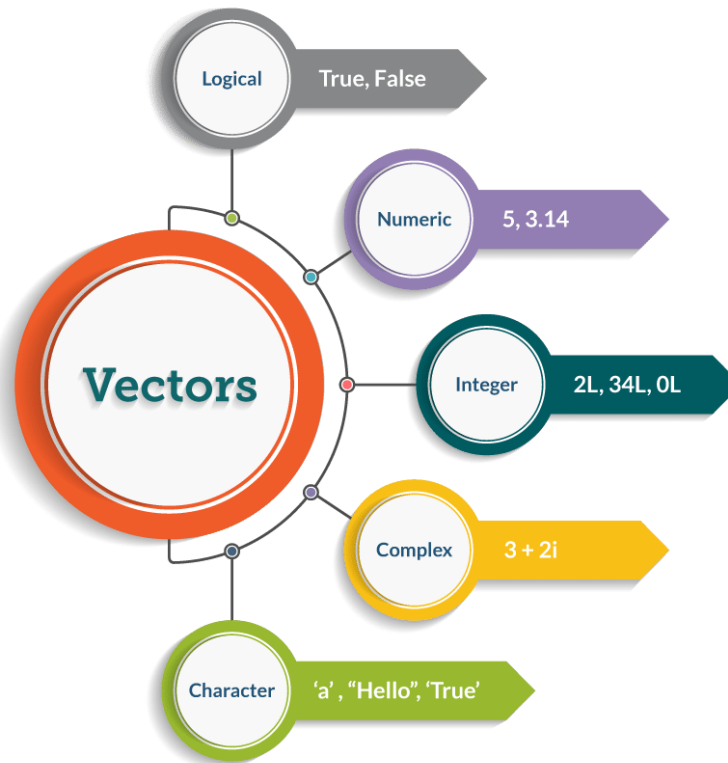 Logical
True, False
Numeric
5, 3.14
Vectors
Integer
2L, 34L, 0L
Complex
3 + 2i
Character
‘a’ , “Hello”, ‘True’